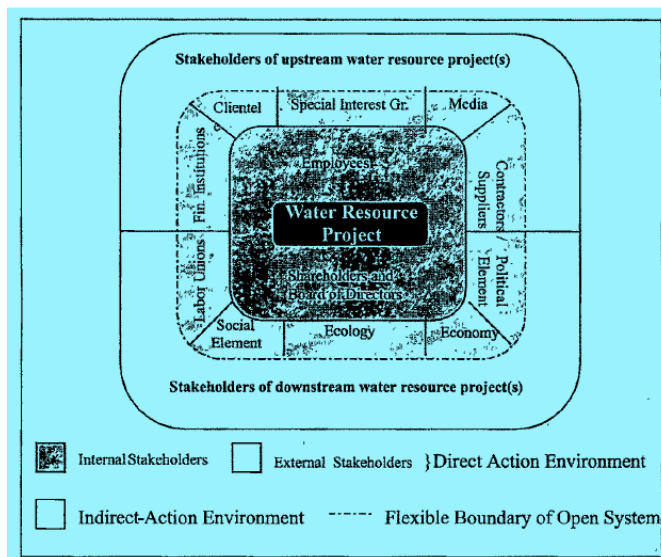 Stakeholders of upstream water resource project(s)
Clientel
e
Special Interest Gr.
Media
Fin. Institutions
Employees
Contractors/
Suppliers
Water Resource
Project
Labor Unions
Shareholders and
Board of Directors
Political
Element
Social
Element
Ecology
Economy
Stakeholders of downstream water resource project(s)
Internal Stakeholders
External Stakeholders }Direct Action Environment
Indirect-Action Environment
Flexible Boundary of Open System